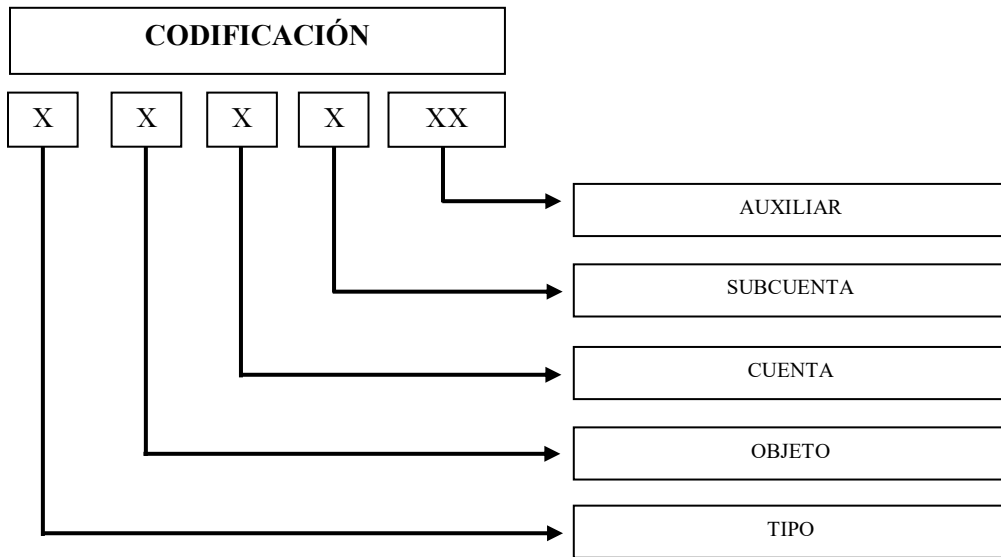 CODIFICACIÓN
X X X X XX
AUXILIAR
SUBCUENTA
CUENTA
OBJETO
TIPO